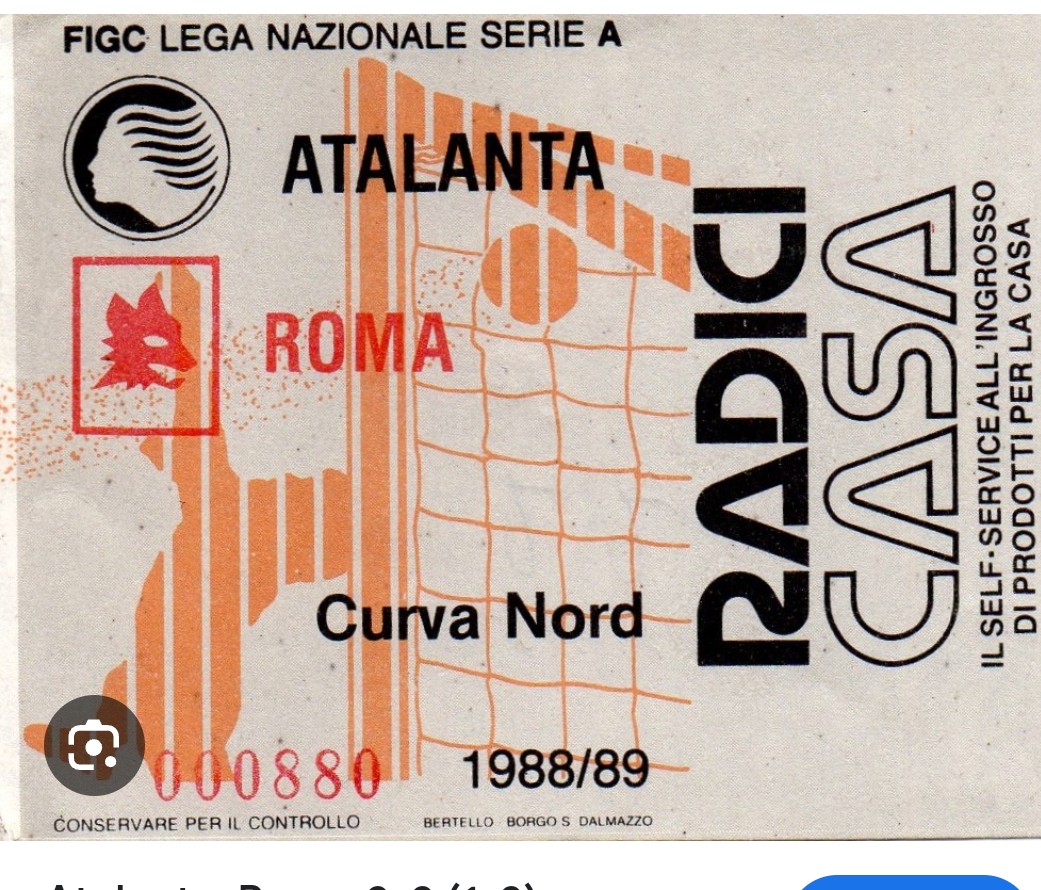 FIGC LEGA NAZIONALE SERIE A
ATALANTA
ROMA
Curva Nord
000880
1988/89
CONSERVARE PER IL CONTROLLO
BERTELLO BORGO S DALMAZZO
RADICI
CASA
IL SELF-SERVICE ALL'INGROSSO
DI PRODOTTI PER LA CASA